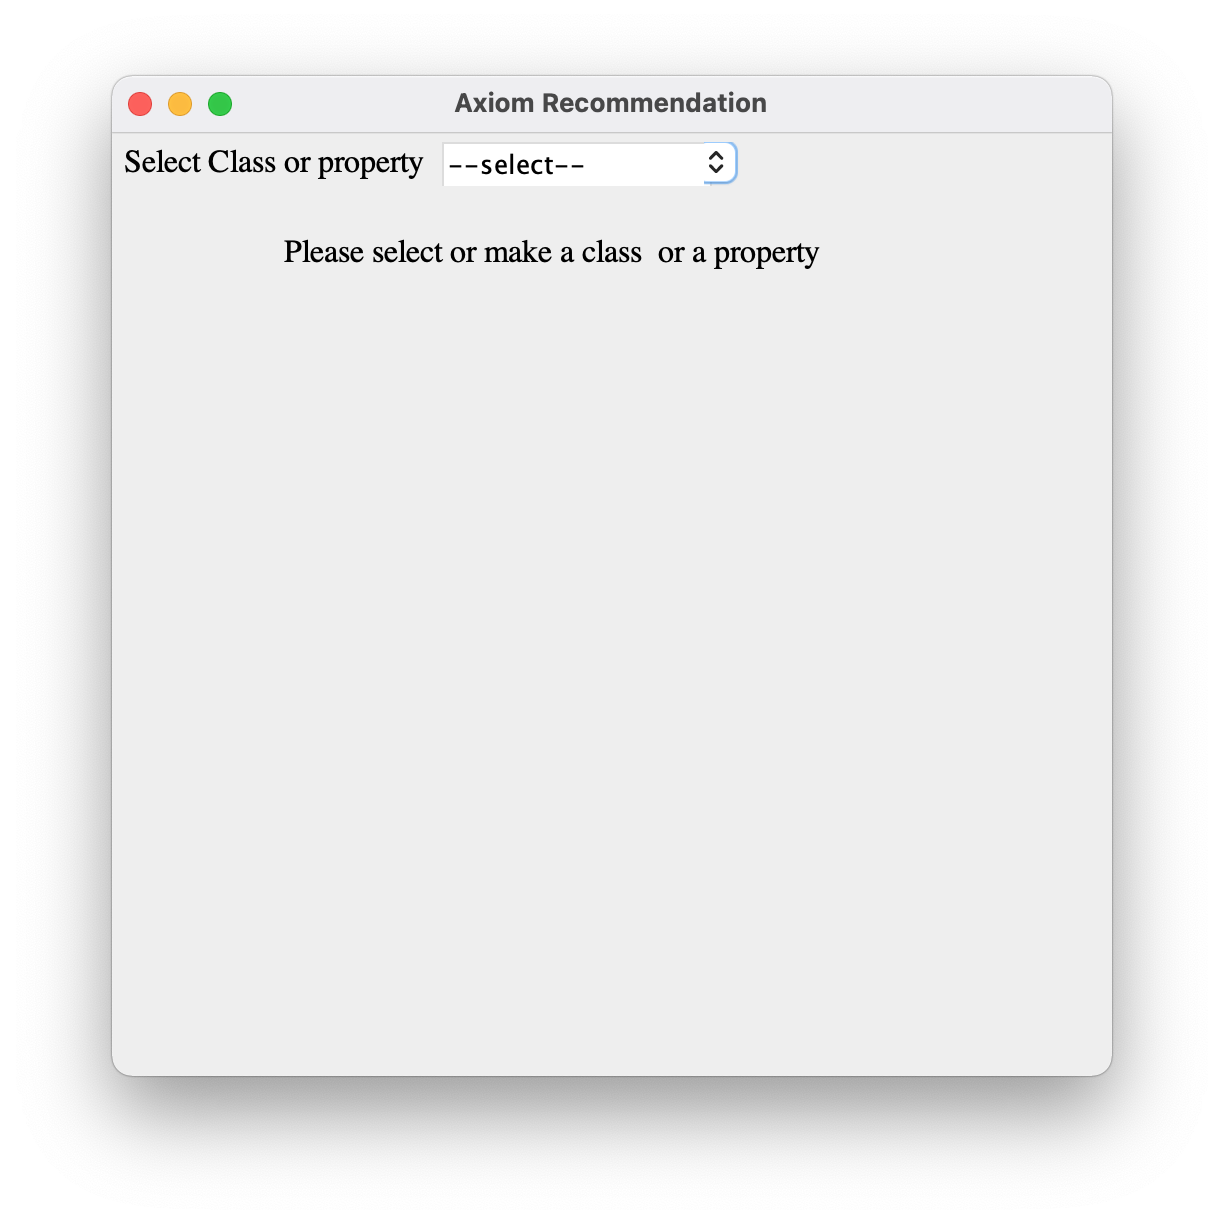 Axiom Recommendation
Select Class or property --select--
Please select or make a class  or a property